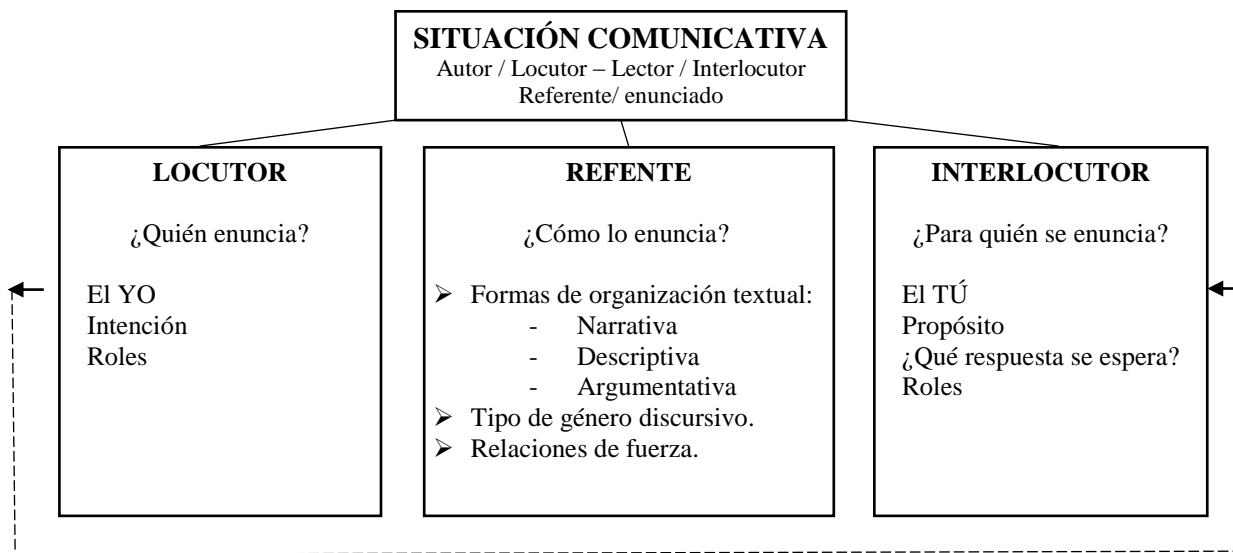 SITUACIÓN COMUNICATIVA
Autor / Locutor – Lector / Interlocutor
Referente/ enunciado
LOCUTOR
¿Quién enuncia?
El YO
Intención
Roles
REFENTE
¿Cómo lo enuncia?
➢ Formas de organización textual:
- Narrativa
- Descriptiva
- Argumentativa
➢ Tipo de género discursivo.
➢ Relaciones de fuerza.
INTERLOCUTOR
¿Para quién se enuncia?
El TÚ
Propósito
¿Qué respuesta se espera?
Roles